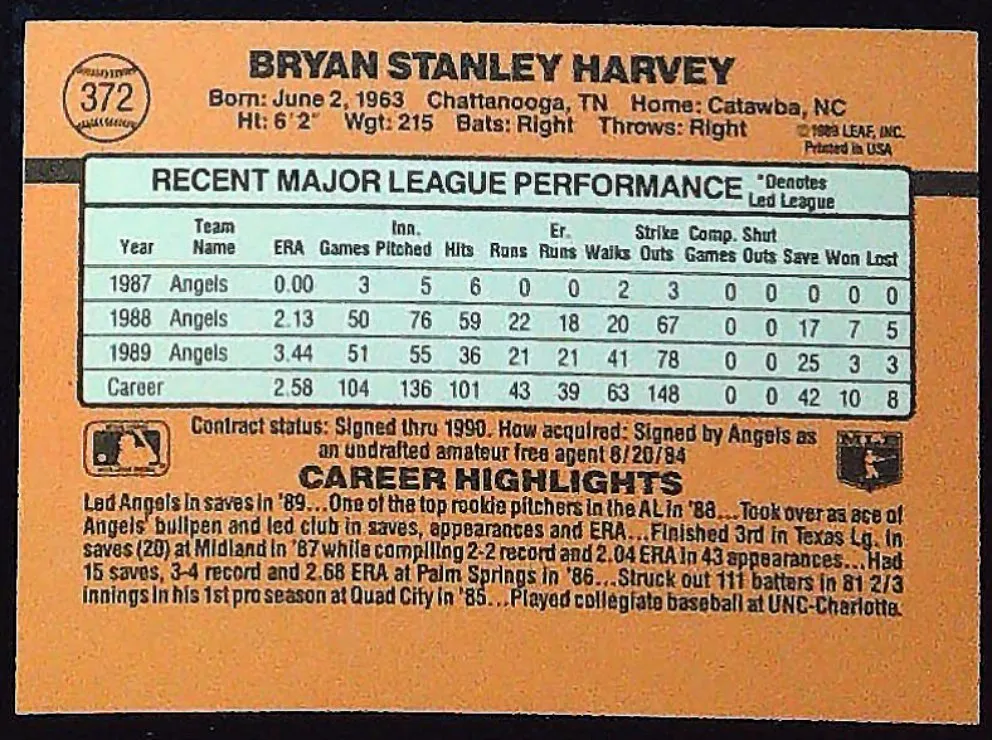 372
BRYAN STANLEY HARVEY
Born: June 2, 1963 Chattanooga, TN Home: Catawba, NC
Ht: 6'2" Wgt: 215 Bats: Right Throws: Right
© 1989 LEAF, INC.
Printed in USA
RECENT MAJOR LEAGUE PERFORMANCE *Denotes Led League
Year Team Name ERA Games Inn. Pitched Hits Runs Er. Runs Walks Strike Outs Comp. Games Shut Outs Save Won Lost
1987 Angels 0.00 3 5 6 0 0 2 3 0 0 0 0 0
1988 Angels 2.13 50 76 59 22 18 20 67 0 0 17 7 5
1989 Angels 3.44 51 55 36 21 21 41 78 0 0 25 3 3
Career 2.58 104 136 101 43 39 63 148 0 0 42 10 8
Contract status: Signed thru 1990. How acquired: Signed by Angels as
an undrafted amateur free agent 8/20/84
MLB
CAREER HIGHLIGHTS
Led Angels in saves in '89...One of the top rookie pitchers in the AL in '88...Took over as ace of
Angels' bullpen and led club in saves, appearances and ERA...Finished 3rd in Texas Lg. in
saves (20) at Midland in '87 while compiling 2-2 record and 2.04 ERA in 43 appearances...Had
15 saves, 3-4 record and 2.68 ERA at Palm Springs in '86...Struck out 111 batters in 81 2/3
innings in his 1st pro season at Quad City in '85...Played collegiate baseball at UNC-Charlotte.